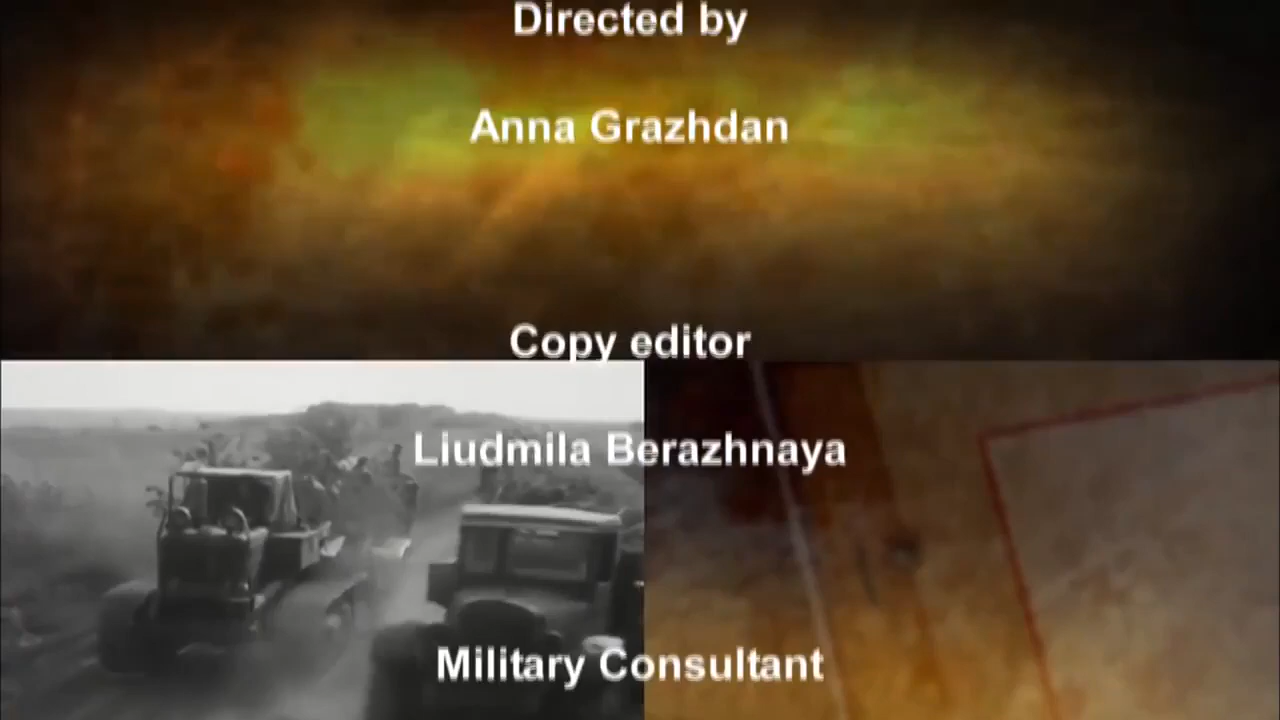 Directed by
Anna Grazhdan
Copy editor
Liudmila Berazhnaya
Military Consultant